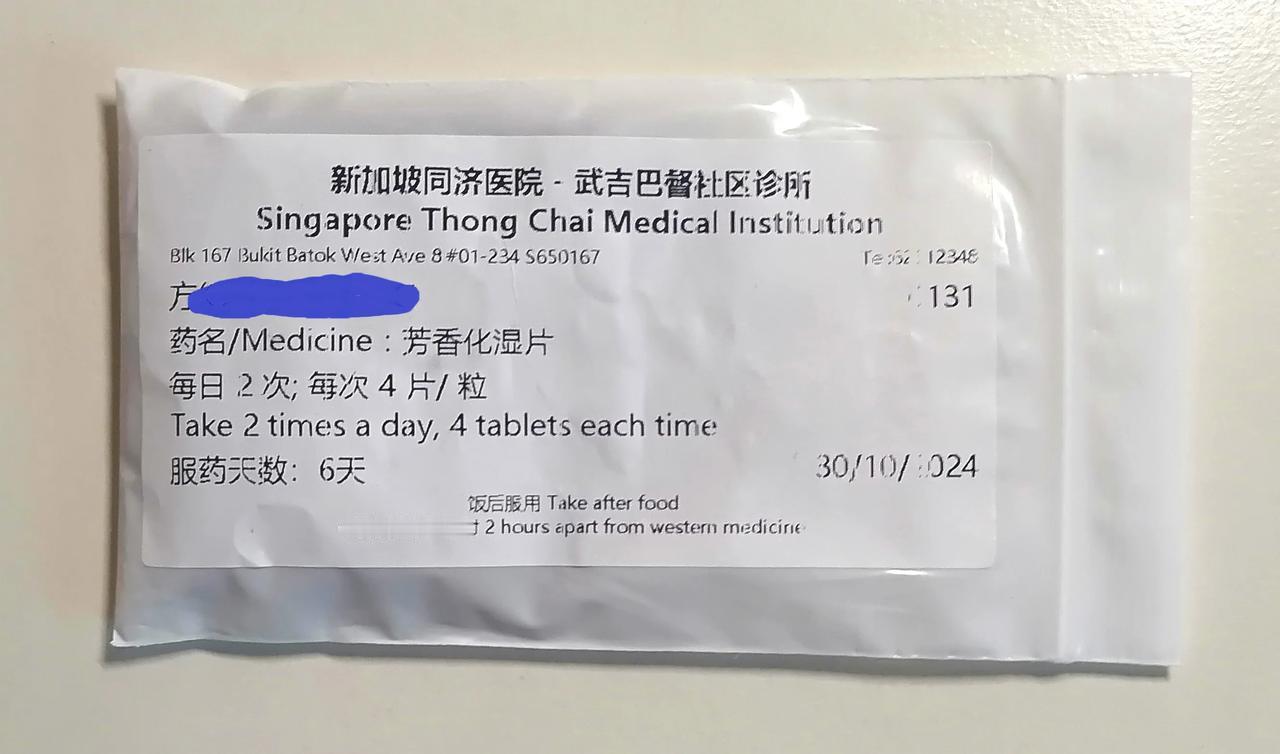 新加坡同济医院 - 武吉巴督社区诊所
Singapore Thong Chai Medical Institution
Blk 167 Bukit Batok West Ave 8 #01-234 S650167
12348
方
131
药名/Medicine : 芳香化湿片
每日 2 次; 每次 4 片/ 粒
Take 2 times a day, 4 tablets each time
服药天数: 6天
30/10/
024
饭后服用 Take after food
2 hours apart from western medicine